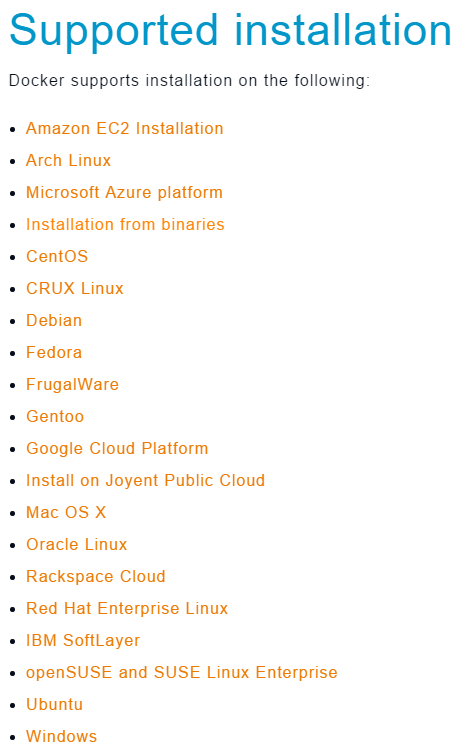 Supported installation
Docker supports installation on the following:
Amazon EC2 Installation
Arch Linux
Microsoft Azure platform
Installation from binaries
CentOS
CRUX Linux
Debian
Fedora
FrugalWare
Gentoo
Google Cloud Platform
Install on Joyent Public Cloud
Mac OS X
Oracle Linux
Rackspace Cloud
Red Hat Enterprise Linux
IBM SoftLayer
openSUSE and SUSE Linux Enterprise
Ubuntu
Windows